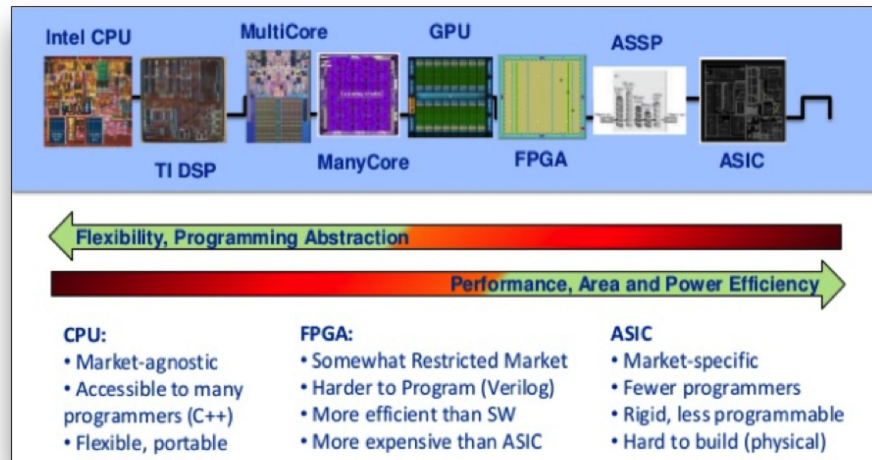 Intel CPU
MultiCore
GPU
ASSP
TI DSP
ManyCore
FPGA
ASIC
Flexibility, Programming Abstraction
Performance, Area and Power Efficiency
CPU:
• Market-agnostic
• Accessible to many
programmers (C++)
• Flexible, portable
FPGA:
• Somewhat Restricted Market
• Harder to Program (Verilog)
• More efficient than SW
• More expensive than ASIC
ASIC
• Market-specific
• Fewer programmers
• Rigid, less programmable
• Hard to build (physical)